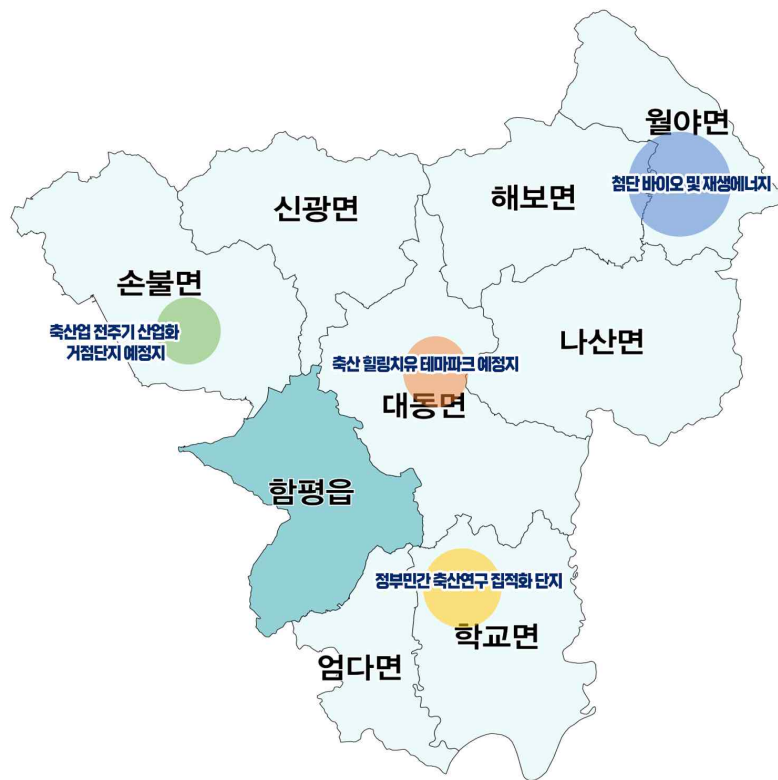 월야면
첨단 바이오 및 재생에너지
해보면
신광면
손불면
축산업 전주기 산업화
거점단지 예정지
나산면
축산 힐링치유 테마파크 예정지
대동면
함평읍
정부민간 축산연구 집적화 단지
학교면
엄다면